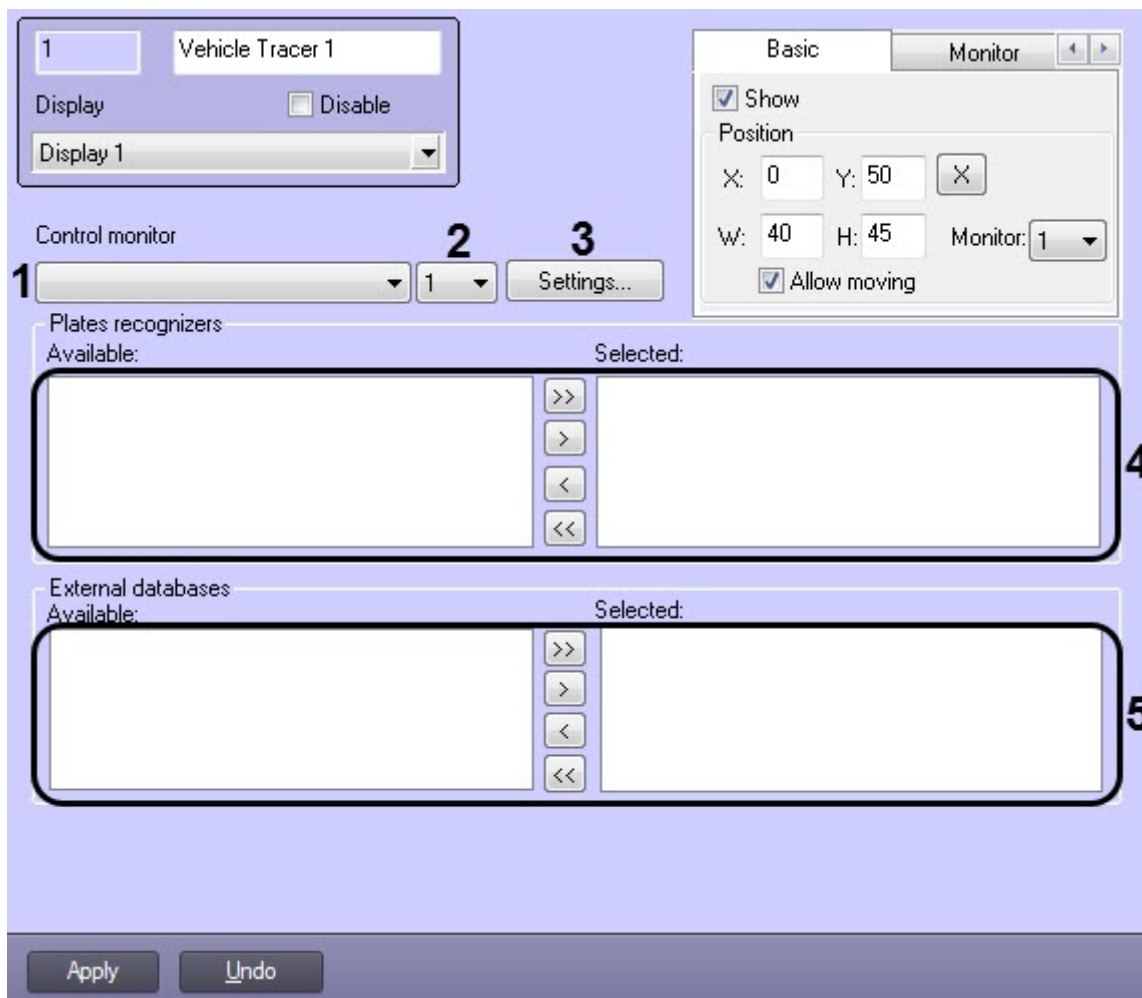 1 Vehicle Tracer 1
Display Disable
Display 1
Basic Monitor
Show
Position
X: 0 Y: 50 X
W: 40 H: 45 Monitor: 1
Allow moving
Control monitor
2 3
1 1 Settings...
Plates recognizers
Available: Selected:
>>
>
<
<<
4
External databases
Available: Selected:
>>
>
<
<<
5
Apply Undo